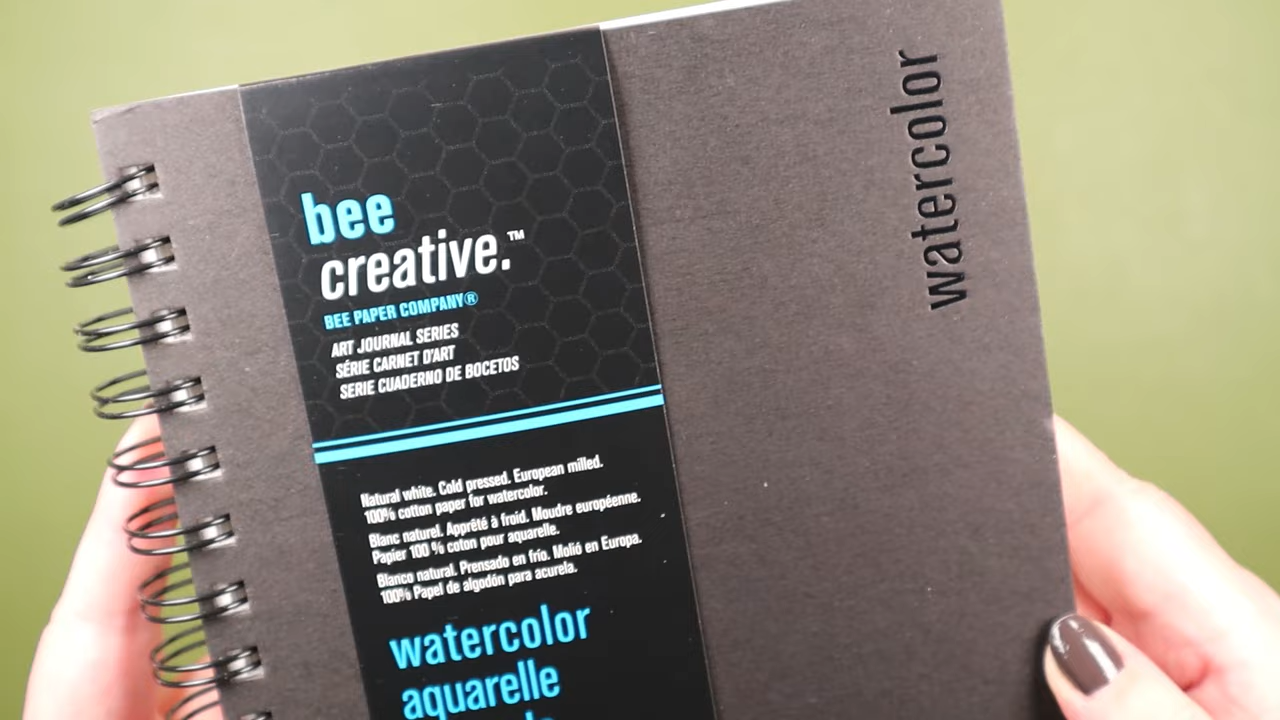 bee
creative.™
BEE PAPER COMPANY®
ART JOURNAL SERIES
SÉRIE CARNET D'ART
SERIE CUADERNO DE BOCETOS
Natural white. Cold pressed. European milled.
100% cotton paper for watercolor.
Blanc naturel. Apprêté à froid. Moudre européenne.
Papier 100 % coton pour aquarelle.
Blanco natural. Prensado en frío. Molió en Europa.
100% Papel de algodón para acurela.
watercolor
aquarelle
watercolor